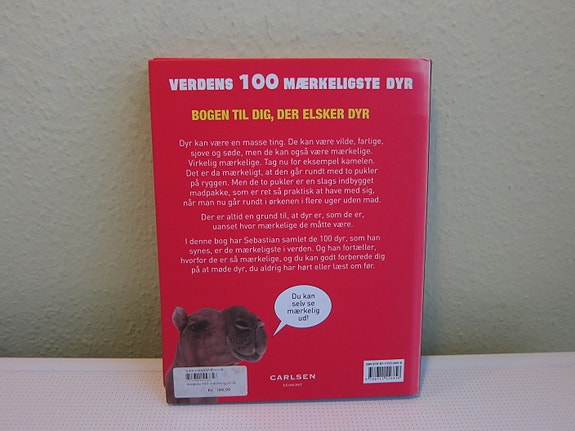 VERDENS 100 MÆRKELIGSTE DYR
BOGEN TIL DIG, DER ELSKER DYR
Dyr kan være en masse ting. De kan være vilde, farlige,
sjove og søde, men de kan også være mærkelige.
Virkelig mærkelige. Tag nu for eksempel kamelen.
Det er da mærkeligt, at den går rundt med to pukler
på ryggen. Men de to pukler er en slags indbygget
madpakke, som er ret så praktisk at have med sig,
når man nu går rundt i ørkenen i flere uger uden mad.
Der er altid en grund til, at dyr er, som de er,
uanset hvor mærkelige de måtte være.
I denne bog har Sebastian samlet de 100 dyr, som han
synes, er de mærkeligste i verden. Og han fortæller,
hvorfor de er så mærkelige, og du kan godt forberede dig
på at møde dyr, du aldrig har hørt eller læst om før.
Du kan
selv se
mærkelig
ud!
CARLSEN